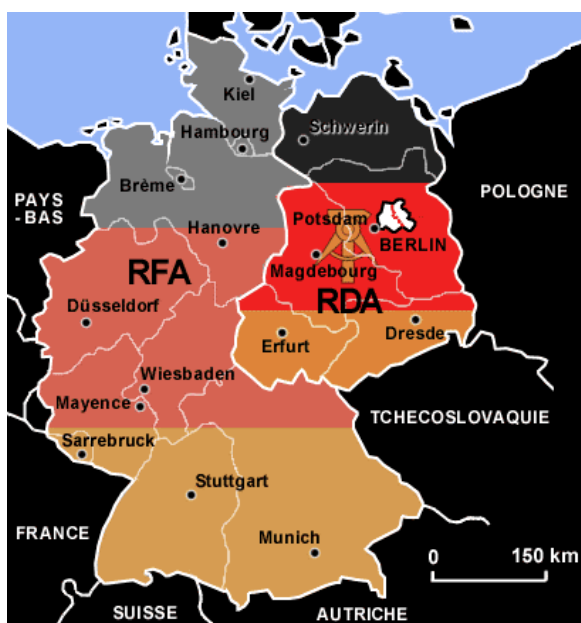 Kiel
Hambourg
Schwerin
Brême
PAYS
-BAS
POLOGNE
Potsdam
Hanovre
BERLIN
Magdebourg
RFA
RDA
Düsseldorf
Dresde
Erfurt
Wiesbaden
Mayence
TCHECOSLOVAQUIE
Sarrebruck
Stuttgart
FRANCE
Munich
0 150 km
SUISSE
AUTRICHE